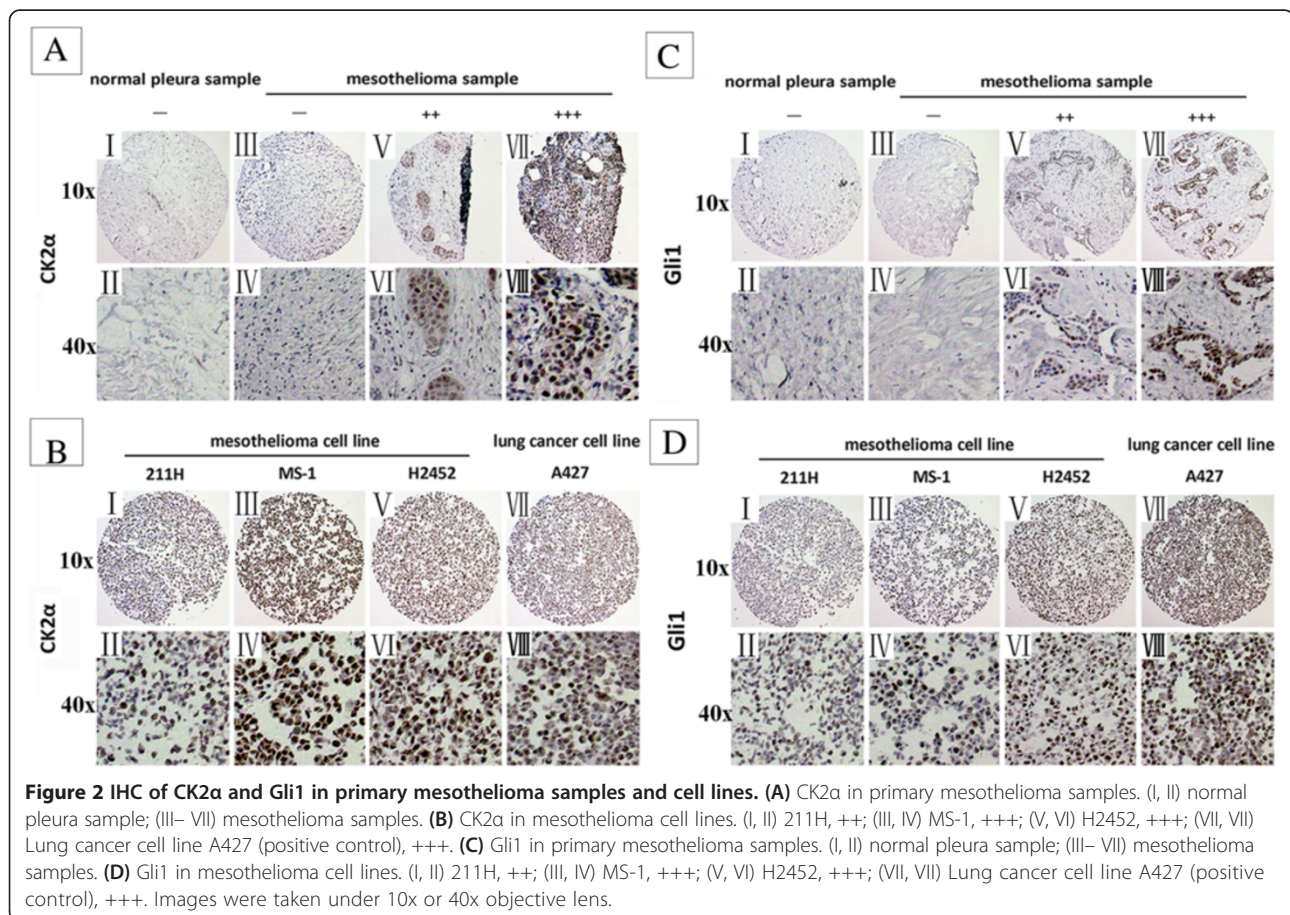 A
normal pleura sample mesothelioma sample
— — ++ +++
I III V VII
10x
CK2α
II IV VI VIII
40x
B
mesothelioma cell line lung cancer cell line
211H MS-1 H2452 A427
I III V VII
10x
CK2α
II IV VI VIII
40x
C
normal pleura sample mesothelioma sample
— — ++ +++
I III V VII
10x
Gli1
II IV VI VIII
40x
D
mesothelioma cell line lung cancer cell line
211H MS-1 H2452 A427
I III V VII
10x
Gli1
II IV VI VIII
40x
Figure 2 IHC of CK2α and Gli1 in primary mesothelioma samples and cell lines. (A) CK2α in primary mesothelioma samples. (I, II) normal
pleura sample; (III– VII) mesothelioma samples. (B) CK2α in mesothelioma cell lines. (I, II) 211H, ++; (III, IV) MS-1, +++; (V, VI) H2452, +++; (VII, VII)
Lung cancer cell line A427 (positive control), +++. (C) Gli1 in primary mesothelioma samples. (I, II) normal pleura sample; (III– VII) mesothelioma
samples. (D) Gli1 in mesothelioma cell lines. (I, II) 211H, ++; (III, IV) MS-1, +++; (V, VI) H2452, +++; (VII, VII) Lung cancer cell line A427 (positive
control), +++. Images were taken under 10x or 40x objective lens.